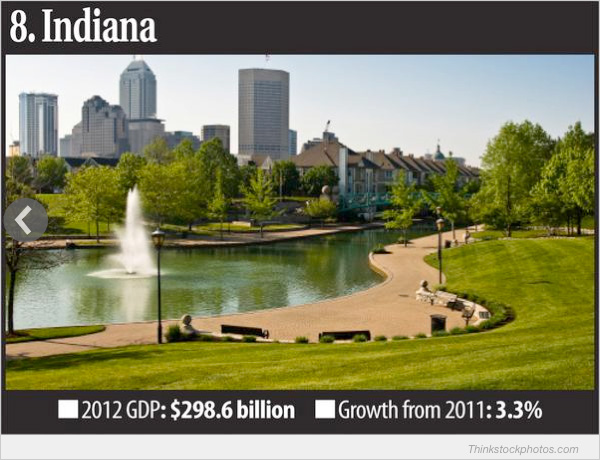 8. Indiana
2012 GDP: $298.6 billion Growth from 2011: 3.3%
Thinkstockphotos.com